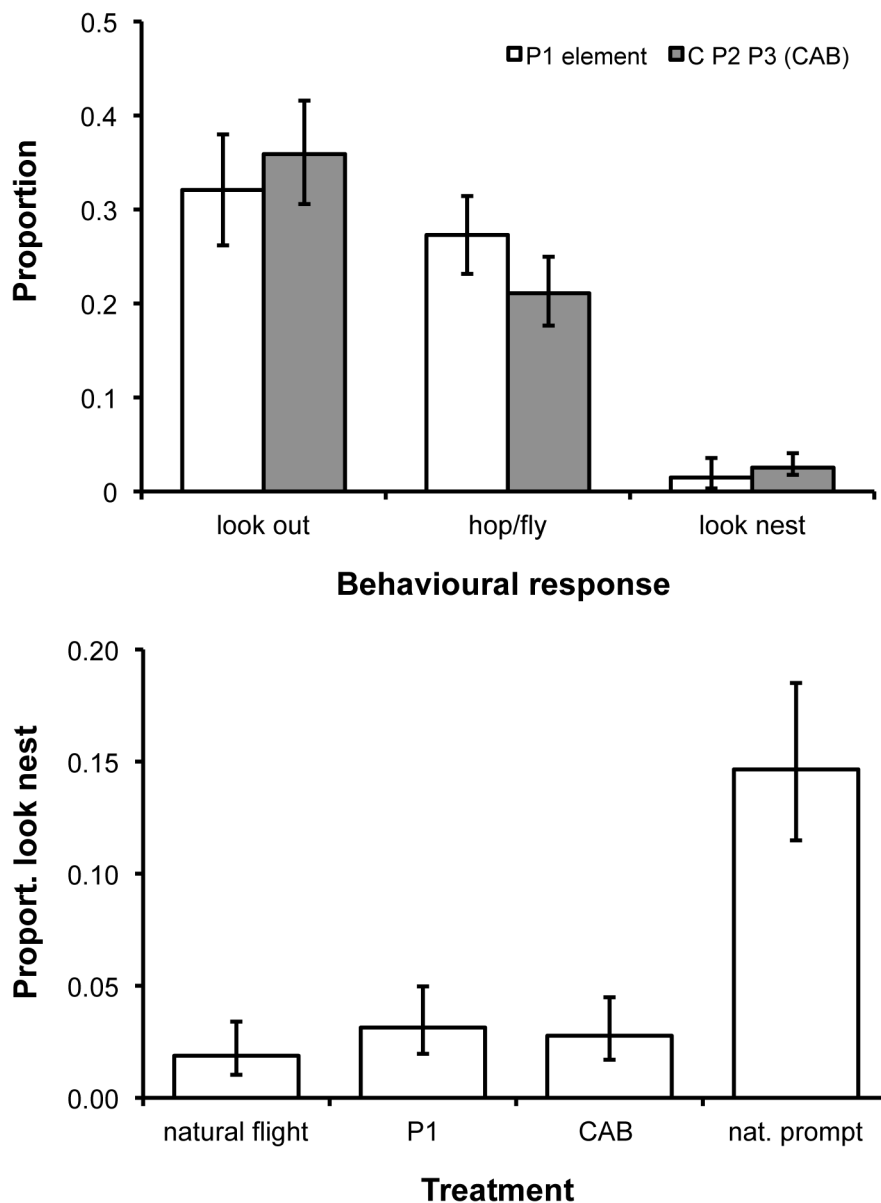 0.5
P1 element C P2 P3 (CAB)
0.4
0.3
0.2
0.1
0
Proportion
look out hop/fly look nest
Behavioural response
0.20
0.15
0.10
0.05
0.00
Proport. look nest
natural flight P1 CAB nat. prompt
Treatment